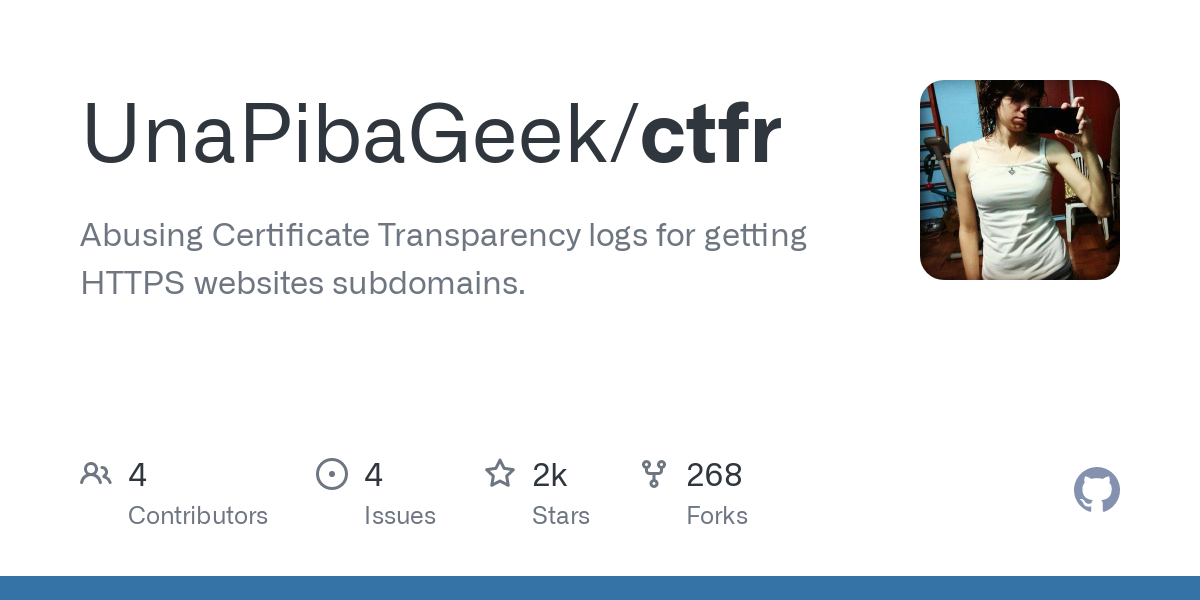 UnaPibaGeek/ctfr
Abusing Certificate Transparency logs for getting
HTTPS websites subdomains.
4
Contributors
4
Issues
2k
Stars
268
Forks